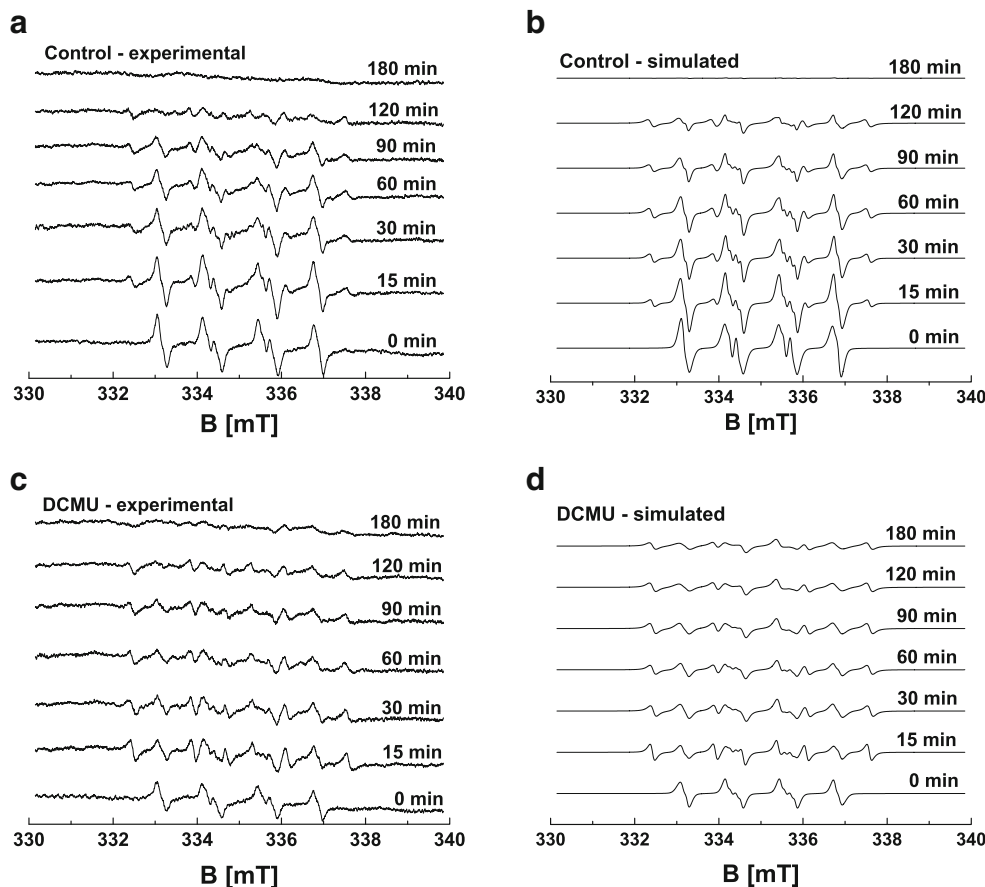 a
Control - experimental
180 min
120 min
90 min
60 min
30 min
15 min
0 min
330 332 334 336 338 340
B [mT]
b
Control - simulated
180 min
120 min
90 min
60 min
30 min
15 min
0 min
330 332 334 336 338 340
B [mT]
c
DCMU - experimental
180 min
120 min
90 min
60 min
30 min
15 min
0 min
330 332 334 336 338 340
B [mT]
d
DCMU - simulated
180 min
120 min
90 min
60 min
30 min
15 min
0 min
330 332 334 336 338 340
B [mT]